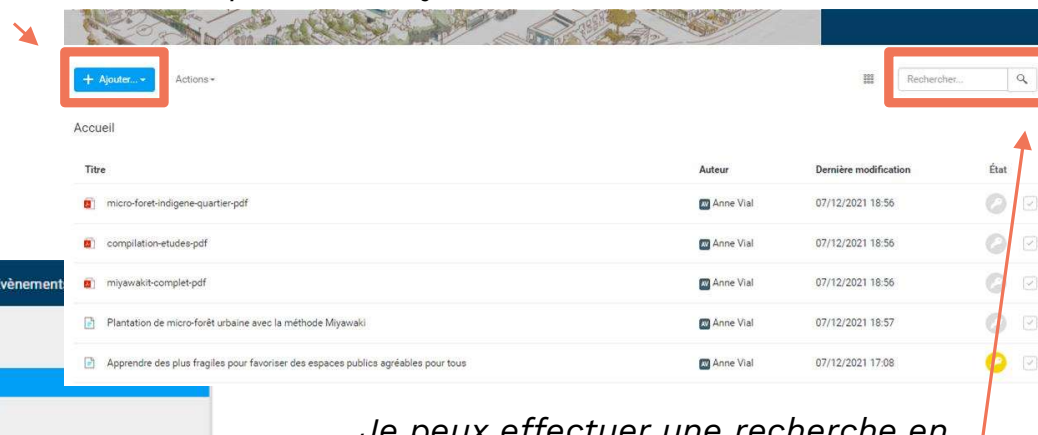 + Ajouter...
Actions
Rechercher...
Accueil
Titre Auteur Dernière modification État
micro-foret-indigene-quartier-pdf AV Anne Vial 07/12/2021 18:56
compilation-etudes-pdf AV Anne Vial 07/12/2021 18:56
miyawakit-complet-pdf AV Anne Vial 07/12/2021 18:56
Plantation de micro-forêt urbaine avec la méthode Miyawaki AV Anne Vial 07/12/2021 18:57
Apprendre des plus fragiles pour favoriser des espaces publics agréables pour tous AV Anne Vial 07/12/2021 17:08
vènement
Je peux effectuer une recherche en